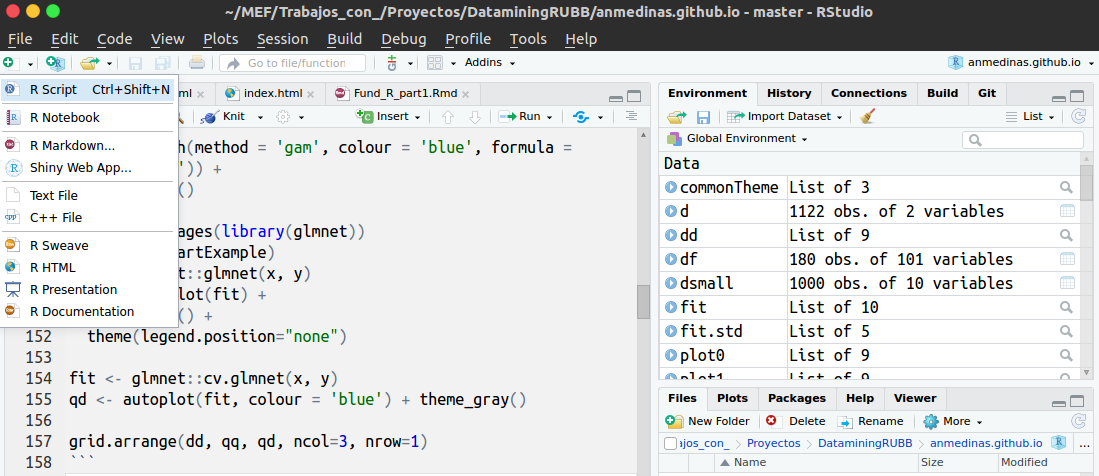 ~/MEF/Trabajos_con_/Proyectos/DataminingRUBB/anmedinas.github.io - master - RStudio
File Edit Code View Plots Session Build Debug Profile Tools Help
Go to file/function Addins anmedinas.github.io
R Script Ctrl+Shift+N
R Notebook
R Markdown...
Shiny Web App...
Text File
C++ File
R Sweave
R HTML
R Presentation
R Documentation
ml index.html Fund_R_part1.Rmd
Knit Insert Run
h(method = 'gam', colour = 'blue', formula =
')) +
()
ages(library(glmnet))
artExample)
t::glmnet(x, y)
lot(fit) +
() +
152 theme(legend.position="none")
153
154 fit <- glmnet::cv.glmnet(x, y)
155 qd <- autoplot(fit, colour = 'blue') + theme_gray()
156
157 grid.arrange(dd, qq, qd, ncol=3, nrow=1)
158 ```
Environment History Connections Build Git
Import Dataset List
Global Environment
Data
commonTheme List of 3
d 1122 obs. of 2 variables
dd List of 9
df 180 obs. of 101 variables
dsmall 1000 obs. of 10 variables
fit List of 10
fit.std List of 5
plot0 List of 9
plot1 List of 9
Files Plots Packages Help Viewer
New Folder Delete Rename More
ajos_con_ Proyectos DataminingRUBB anmedinas.github.io ...
Name Size Modified